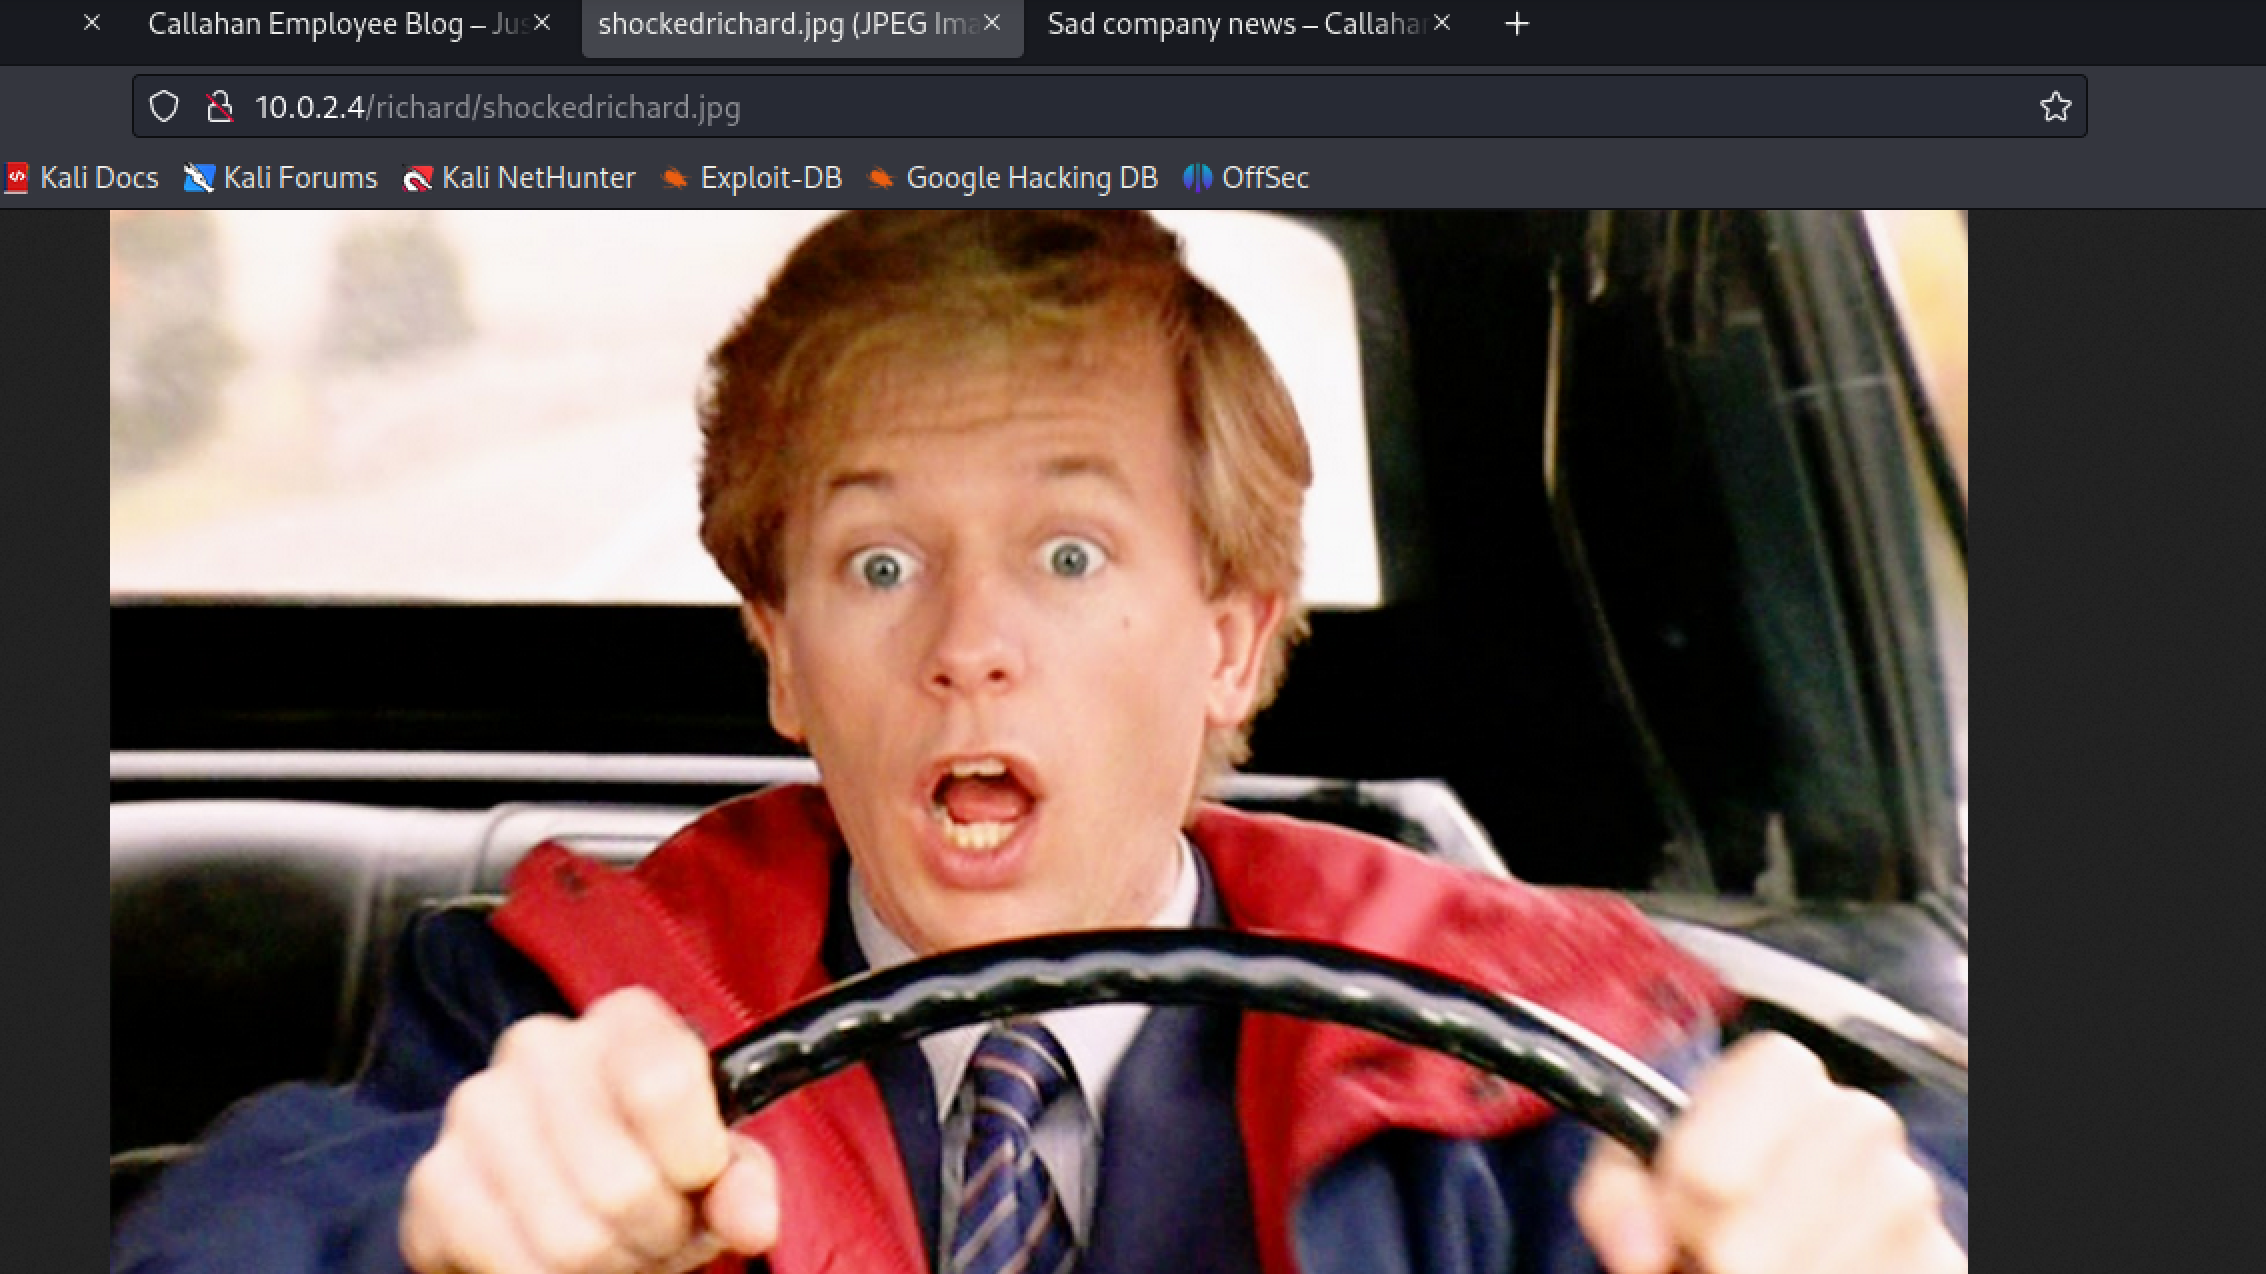 Callahan Employee Blog – Jus
shockedrichard.jpg (JPEG Ima
Sad company news – Callahan
10.0.2.4/richard/shockedrichard.jpg
Kali Docs
Kali Forums
Kali NetHunter
Exploit-DB
Google Hacking DB
OffSec